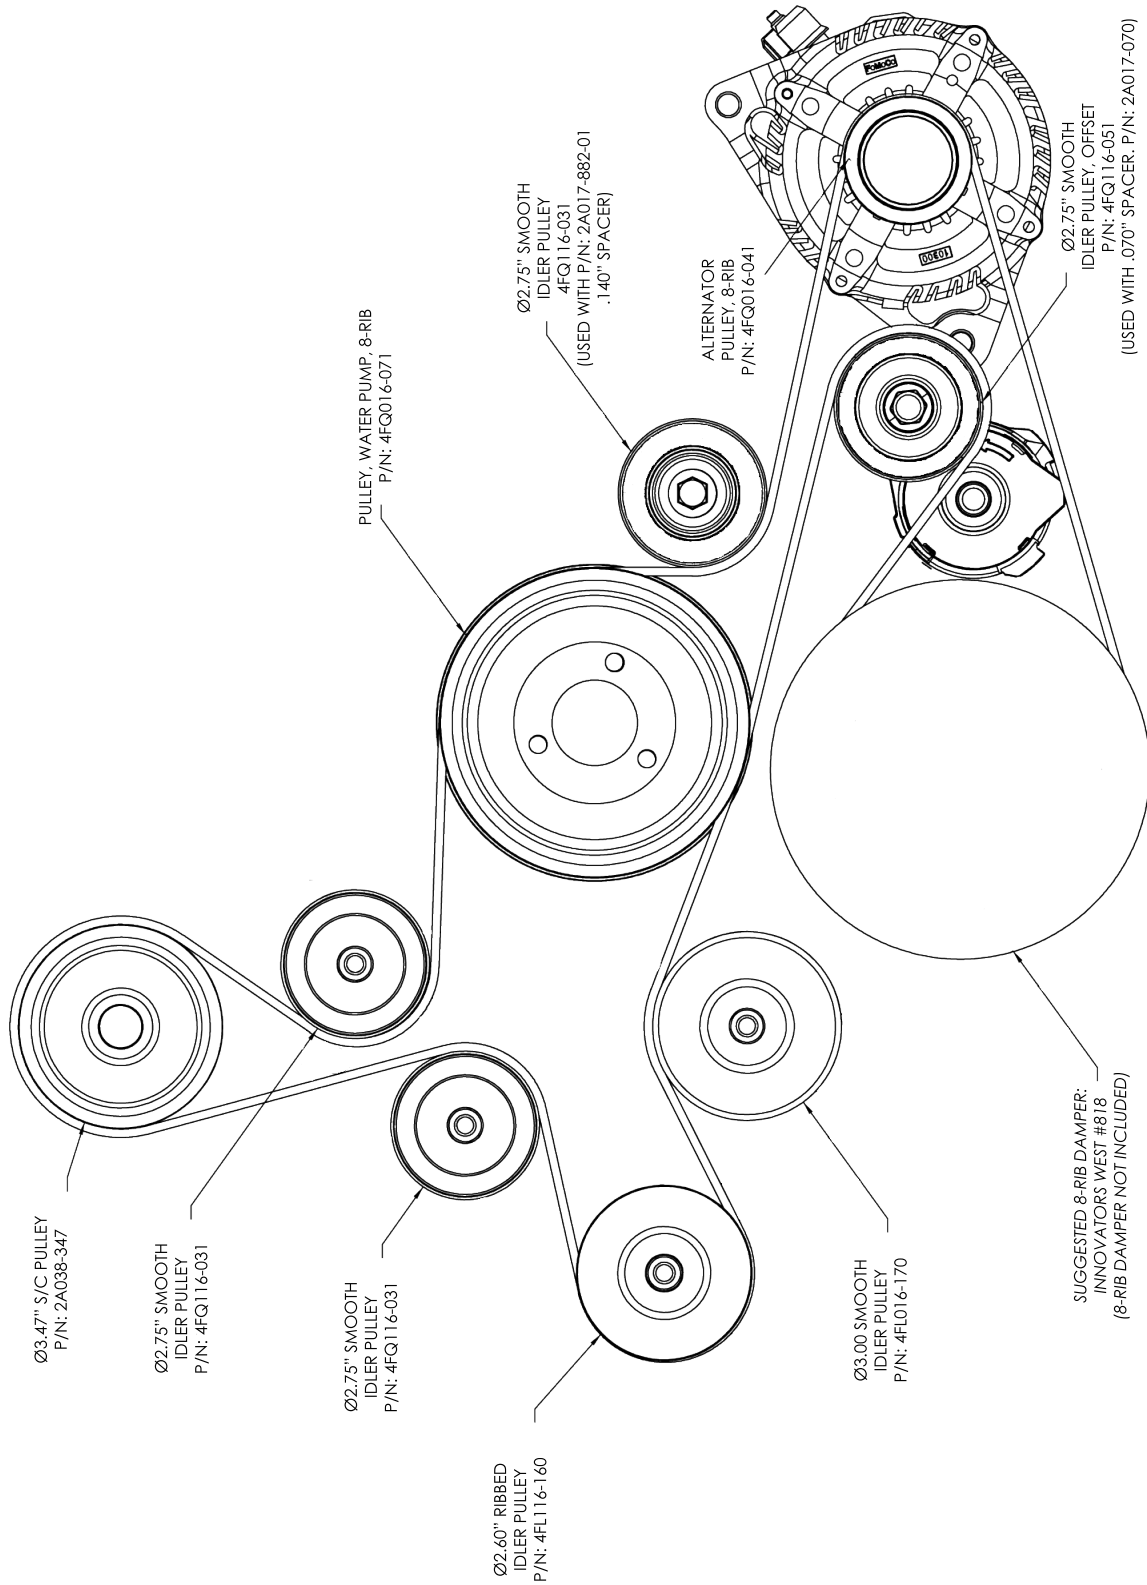 Ø3.47" S/C PULLEY
P/N: 2A038-347
Ø2.75" SMOOTH
IDLER PULLEY
P/N: 4FQ116-031
Ø2.75" SMOOTH
IDLER PULLEY
P/N: 4FQ116-031
Ø2.60" RIBBED
IDLER PULLEY
P/N: 4FL116-160
PULLEY, WATER PUMP, 8-RIB
P/N: 4FQ016-071
Ø2.75" SMOOTH
IDLER PULLEY
4FQ116-031
(USED WITH P/N: 2A017-882-01
.140" SPACER)
ALTERNATOR
PULLEY, 8-RIB
P/N: 4FQ016-041
FoMoCo
10300
Ø3.00 SMOOTH
IDLER PULLEY
P/N: 4FL016-170
SUGGESTED 8-RIB DAMPER:
INNOVATORS WEST #818
(8-RIB DAMPER NOT INCLUDED)
Ø2.75" SMOOTH
IDLER PULLEY, OFFSET
P/N: 4FQ116-051
(USED WITH .070" SPACER. P/N: 2A017-070)